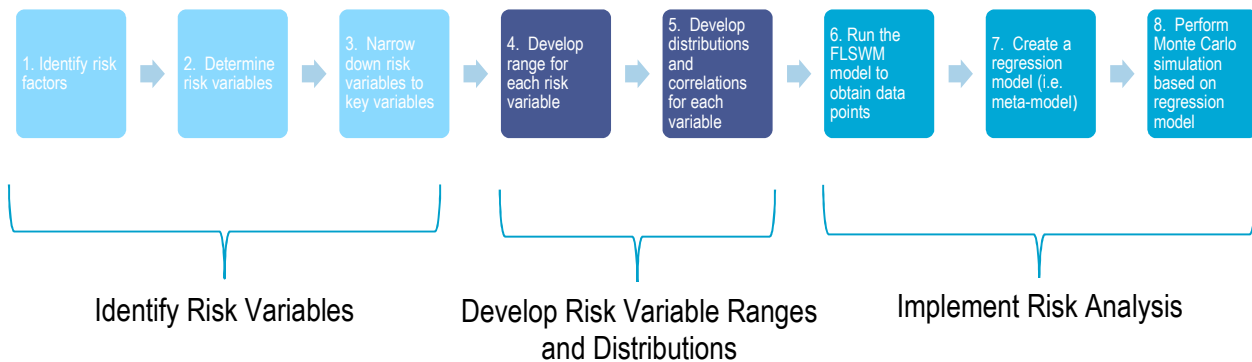 1. Identify risk
factors
2. Determine
risk variables
3. Narrow
down risk
variables to
key variables
4. Develop
range for
each risk
variable
5. Develop
distributions
and
correlations
for each
variable
6. Run the
FLSWM
model to
obtain data
points
7. Create a
regression
model (i.e.
meta-model)
8. Perform
Monte Carlo
simulation
based on
regression
model
Identify Risk Variables
Develop Risk Variable Ranges
and Distributions
Implement Risk Analysis